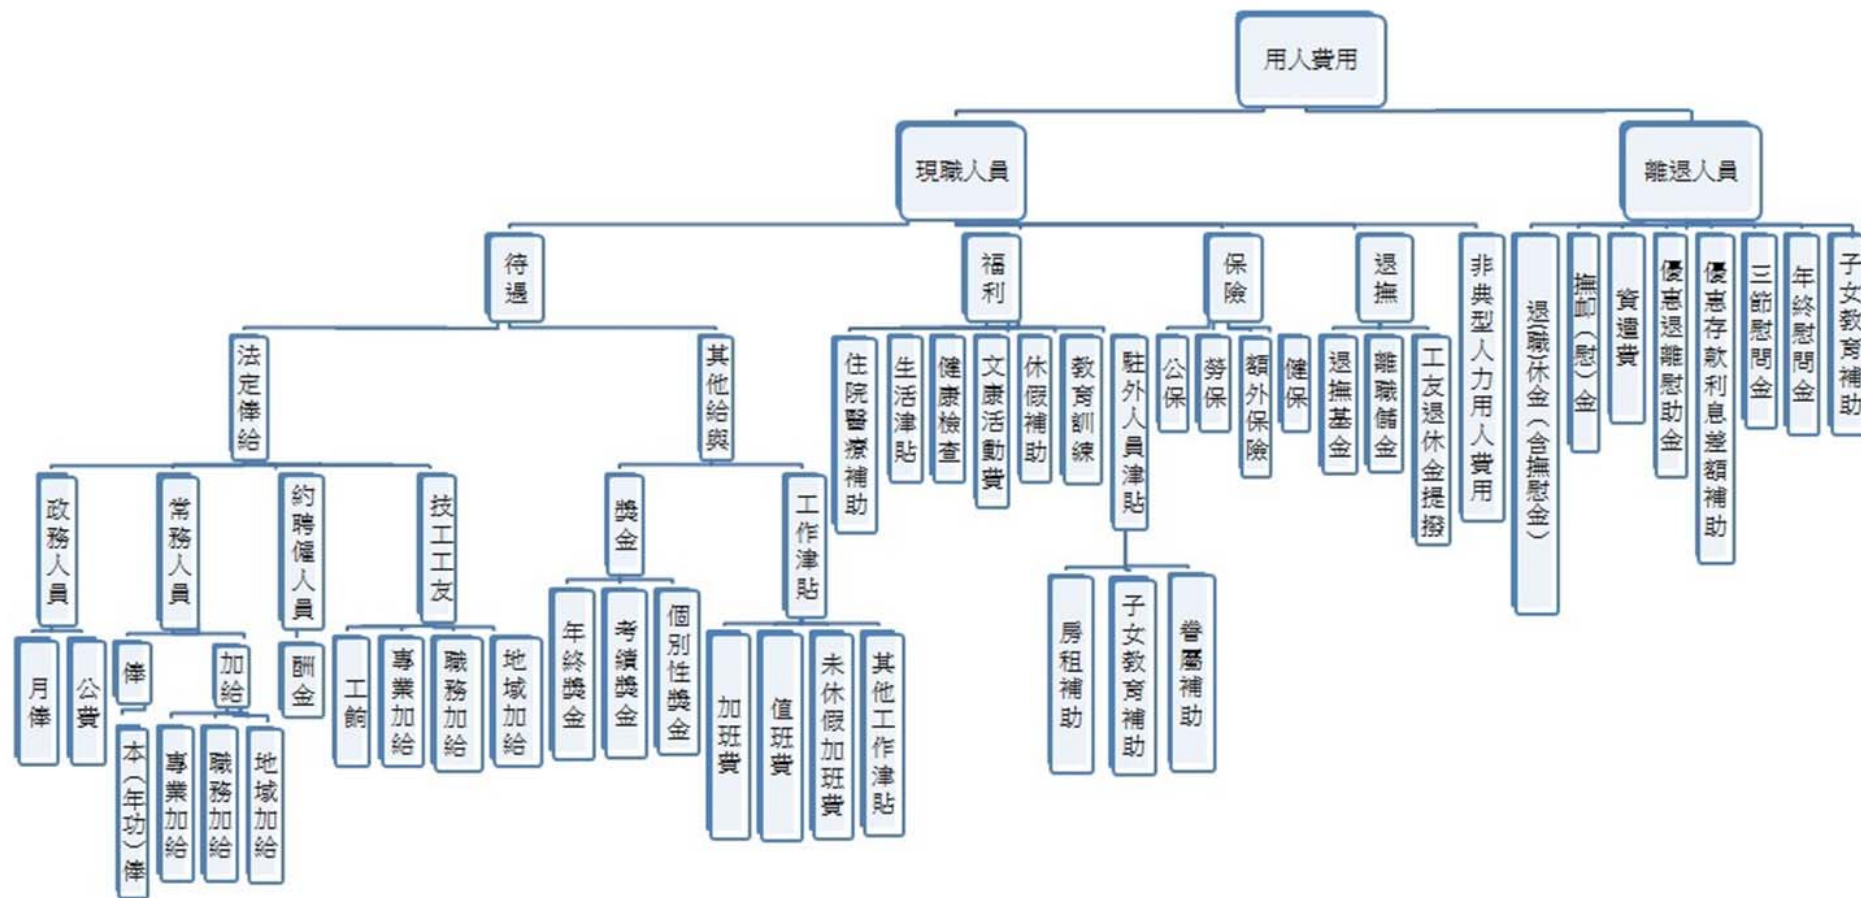 用人費用
現職人員
離退人員
待遇
福利
保險
退撫
非典型人力用人費用
退(職)休金（含撫慰金）
撫卹（慰）金
資遣費
優惠退離慰助金
優惠存款利息差額補助
三節慰問金
年終慰問金
子女教育補助
法定俸給
其他給與
住院醫療補助
生活津貼
健康檢查
文康活動費
休假補助
教育訓練
駐外人員津貼
公保
勞保
額外保險
健保
退撫基金
離職儲金
工友退休金提撥
政務人員
常務人員
約聘僱人員
技工工友
獎金
工作津貼
月俸
公費
俸
加給
酬金
工餉
專業加給
職務加給
地域加給
年終獎金
考績獎金
個別性獎金
加班費
值班費
未休假加班費
其他工作津貼
房租補助
子女教育補助
眷屬補助
本（年功）俸
專業加給
職務加給
地域加給